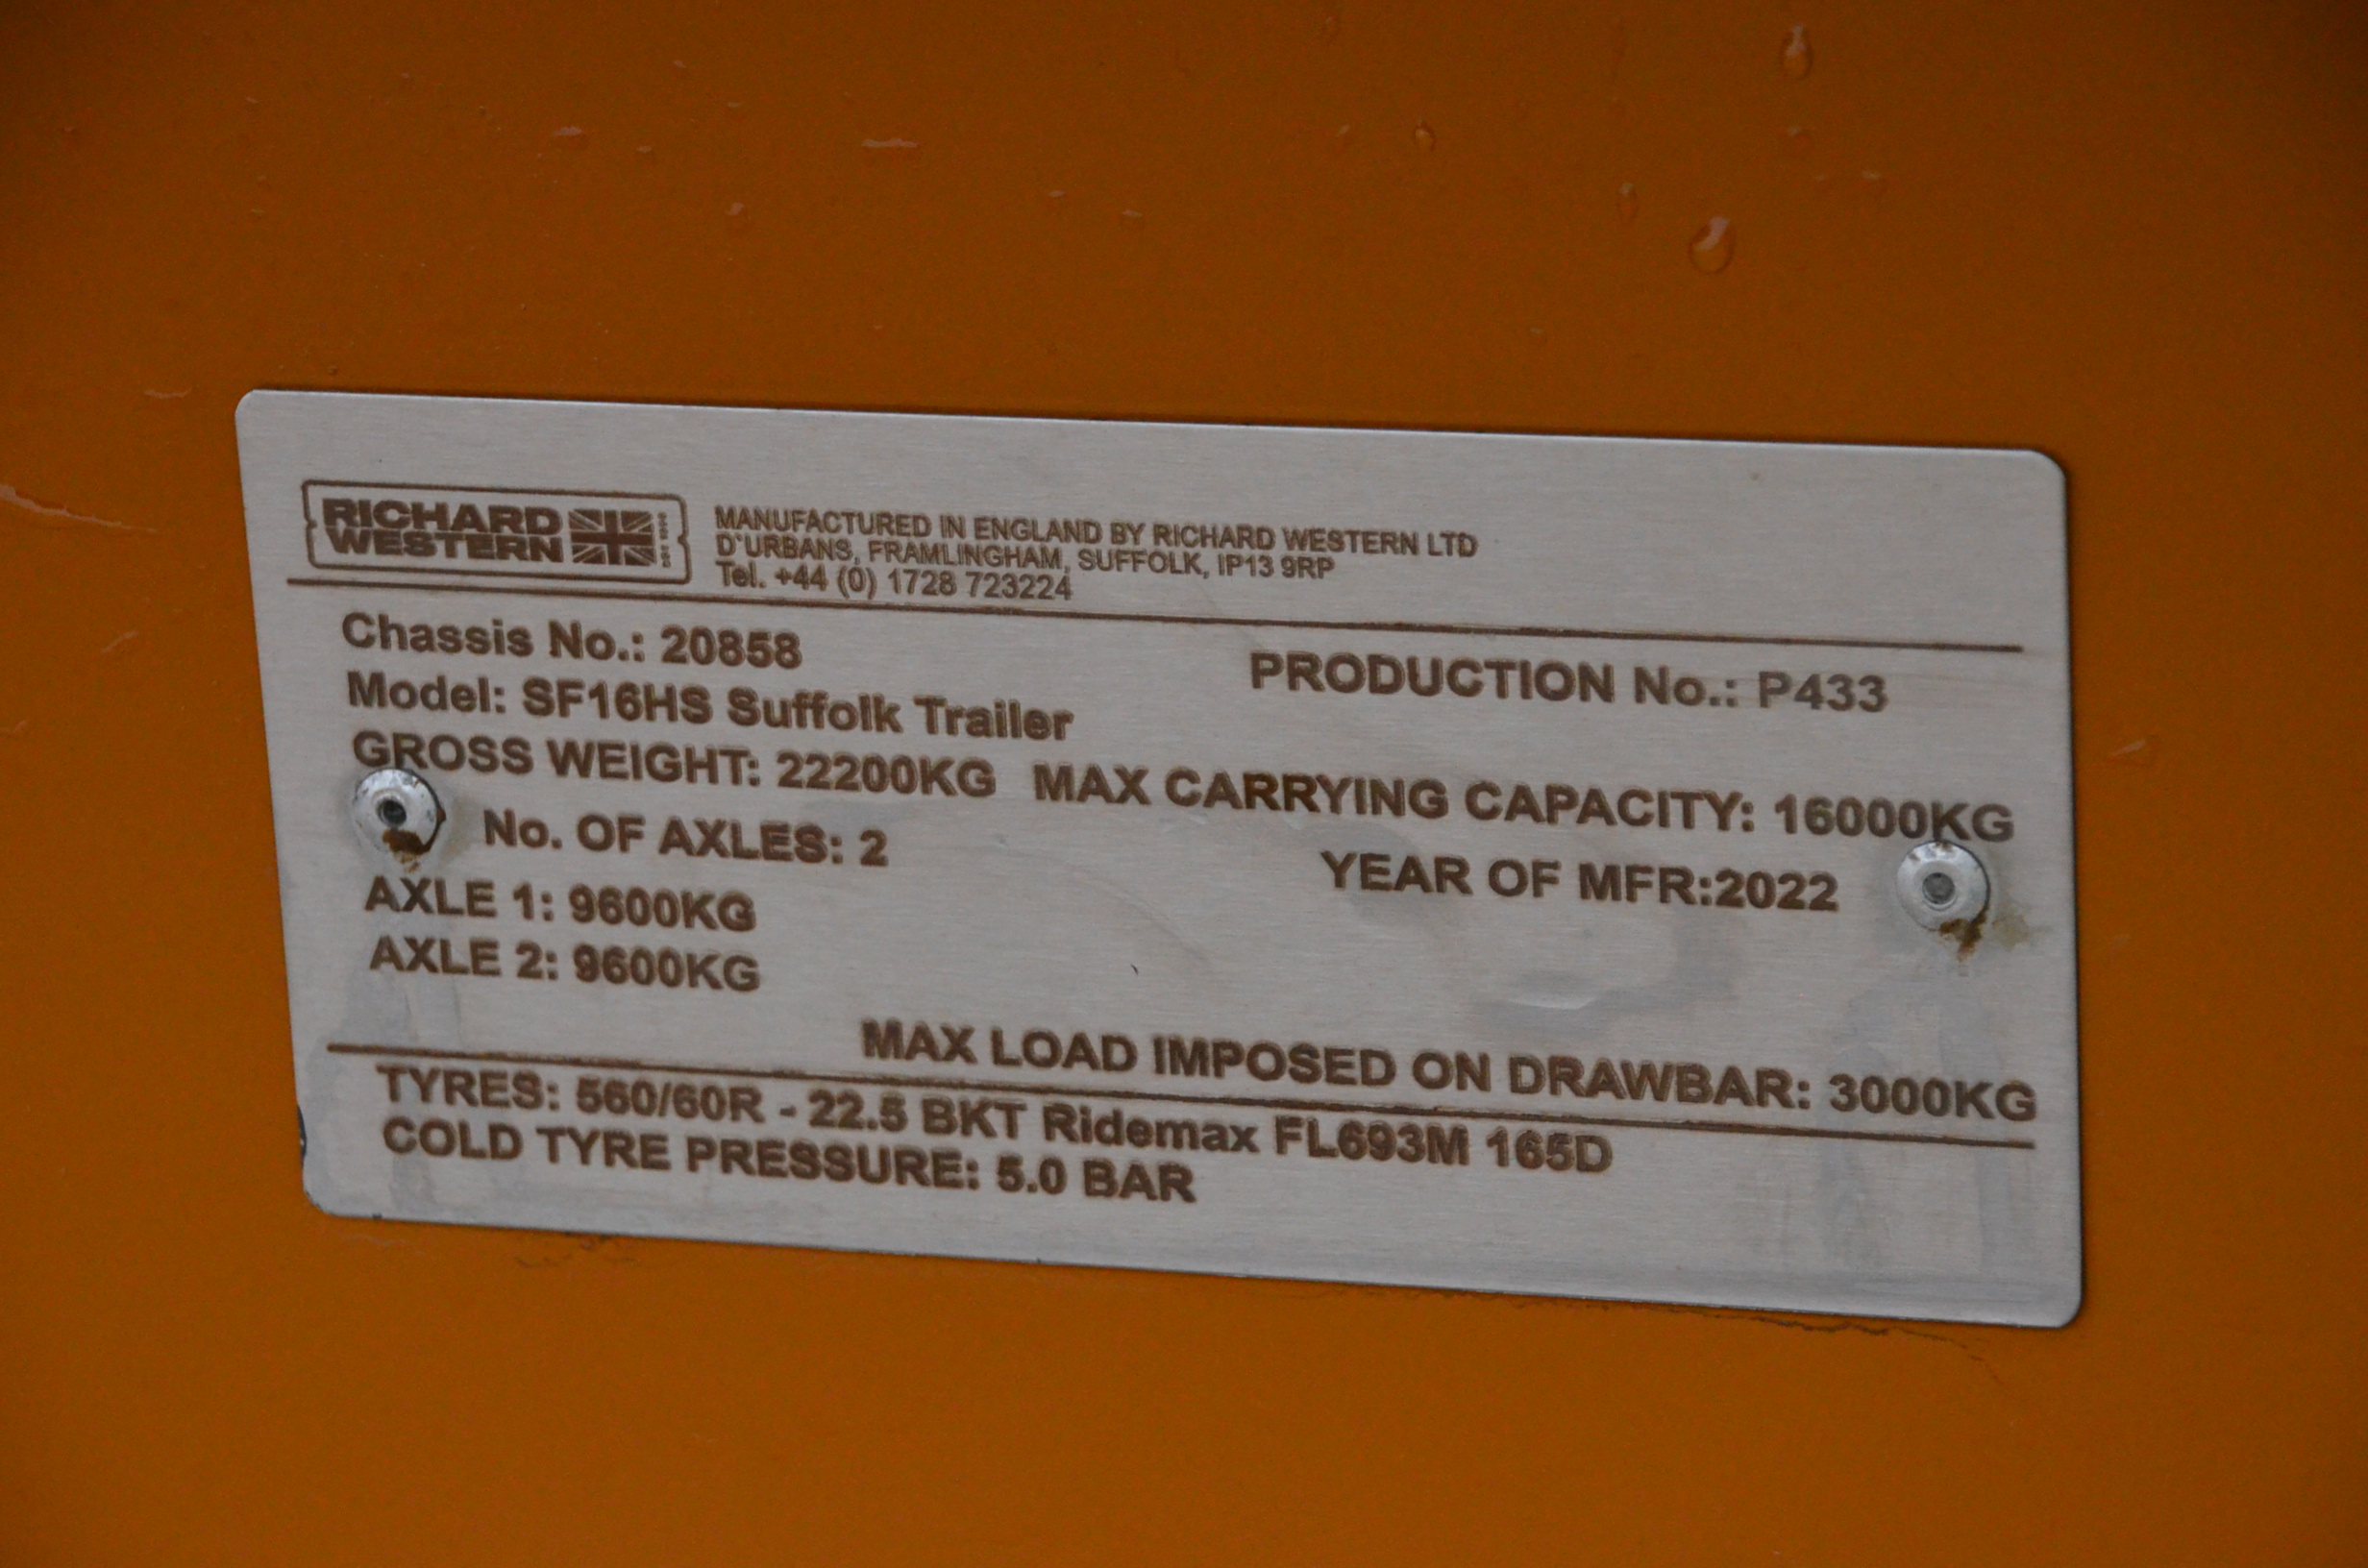 RICHARD
WESTERN
MANUFACTURED IN ENGLAND BY RICHARD WESTERN LTD
D'URBANS, FRAMLINGHAM, SUFFOLK, IP13 9RP
Tel. +44 (0) 1728 723224
Chassis No.: 20858
PRODUCTION No.: P433
Model: SF16HS Suffolk Trailer
GROSS WEIGHT: 22200KG MAX CARRYING CAPACITY: 16000KG
No. OF AXLES: 2
YEAR OF MFR:2022
AXLE 1: 9600KG
AXLE 2: 9600KG
MAX LOAD IMPOSED ON DRAWBAR: 3000KG
TYRES: 560/60R - 22.5 BKT Ridemax FL693M 165D
COLD TYRE PRESSURE: 5.0 BAR